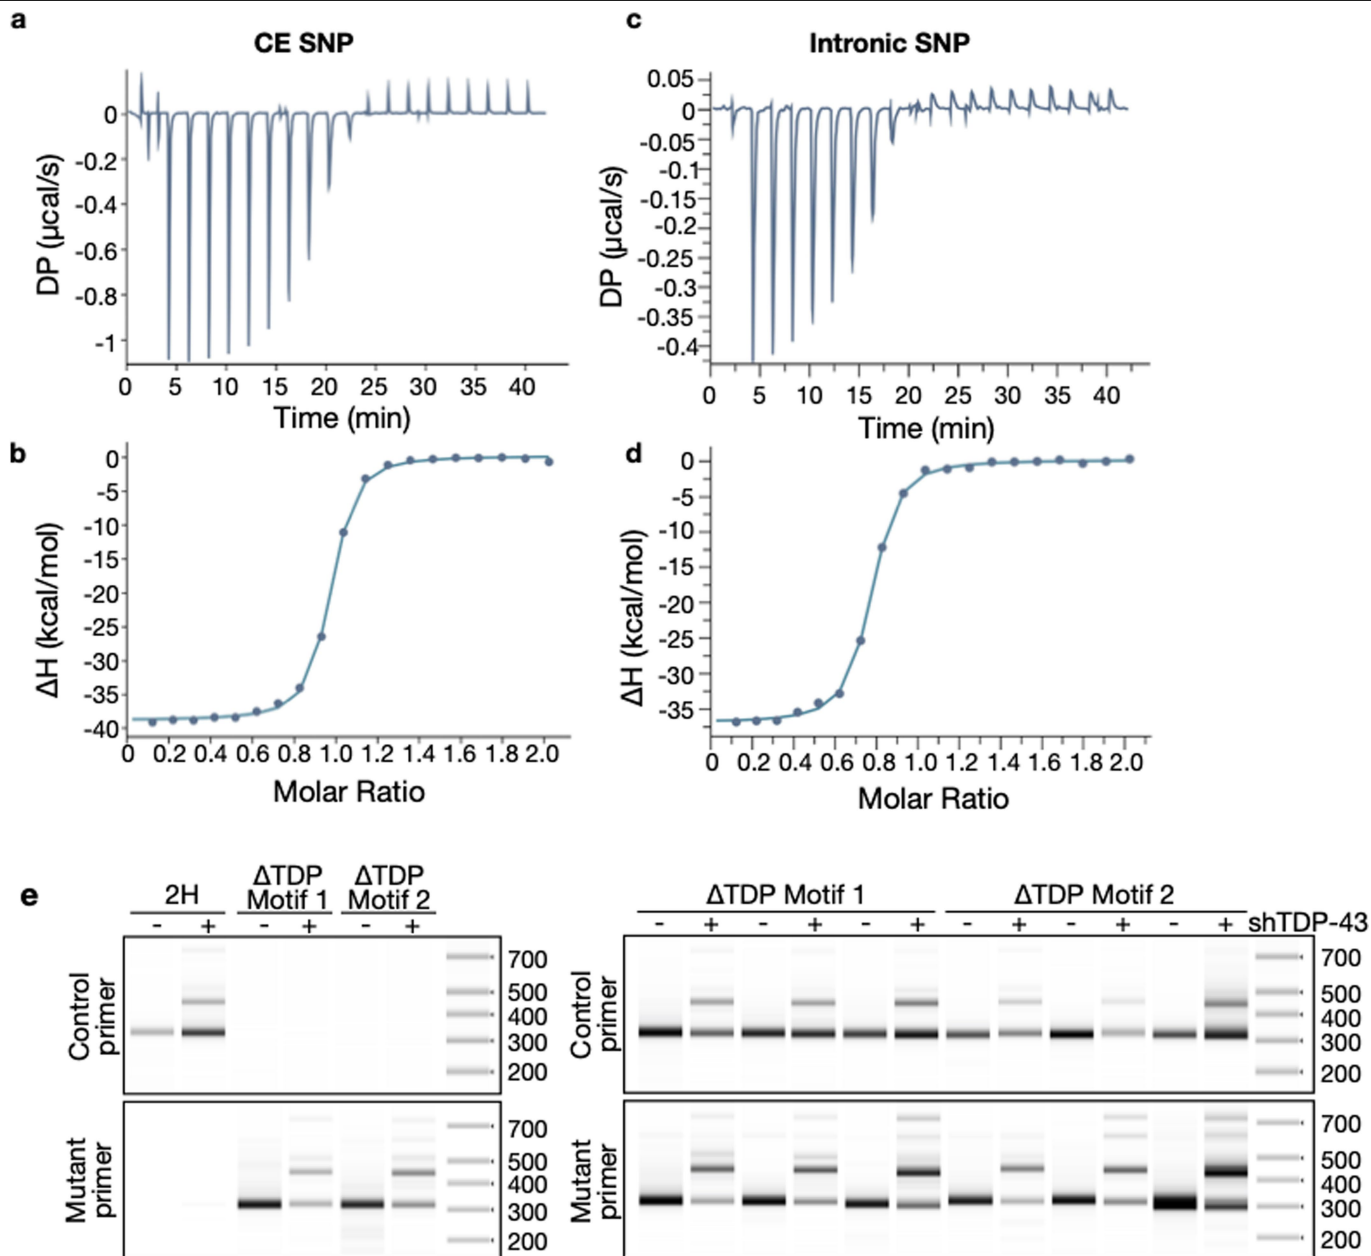 a
CE SNP
0
-0.2
-0.4
-0.6
-0.8
-1
DP (µcal/s)
0 5 10 15 20 25 30 35 40
Time (min)
c
Intronic SNP
0.05
0
-0.05
-0.1
-0.15
-0.2
-0.25
-0.3
-0.35
-0.4
DP (µcal/s)
0 5 10 15 20 25 30 35 40
Time (min)
b
0
-5
-10
-15
-20
-25
-30
-35
-40
ΔH (kcal/mol)
0 0.2 0.4 0.6 0.8 1.0 1.2 1.4 1.6 1.8 2.0
Molar Ratio
d
0
-5
-10
-15
-20
-25
-30
-35
ΔH (kcal/mol)
0 0.2 0.4 0.6 0.8 1.0 1.2 1.4 1.6 1.8 2.0
Molar Ratio
e
2H
ΔTDP
Motif 1
ΔTDP
Motif 2
- + - + - +
Control
primer
700
500
400
300
200
Mutant
primer
700
500
400
300
200
ΔTDP Motif 1
ΔTDP Motif 2
- + - + - + - + - + - + shTDP-43
Control
primer
700
500
400
300
200
Mutant
primer
700
500
400
300
200